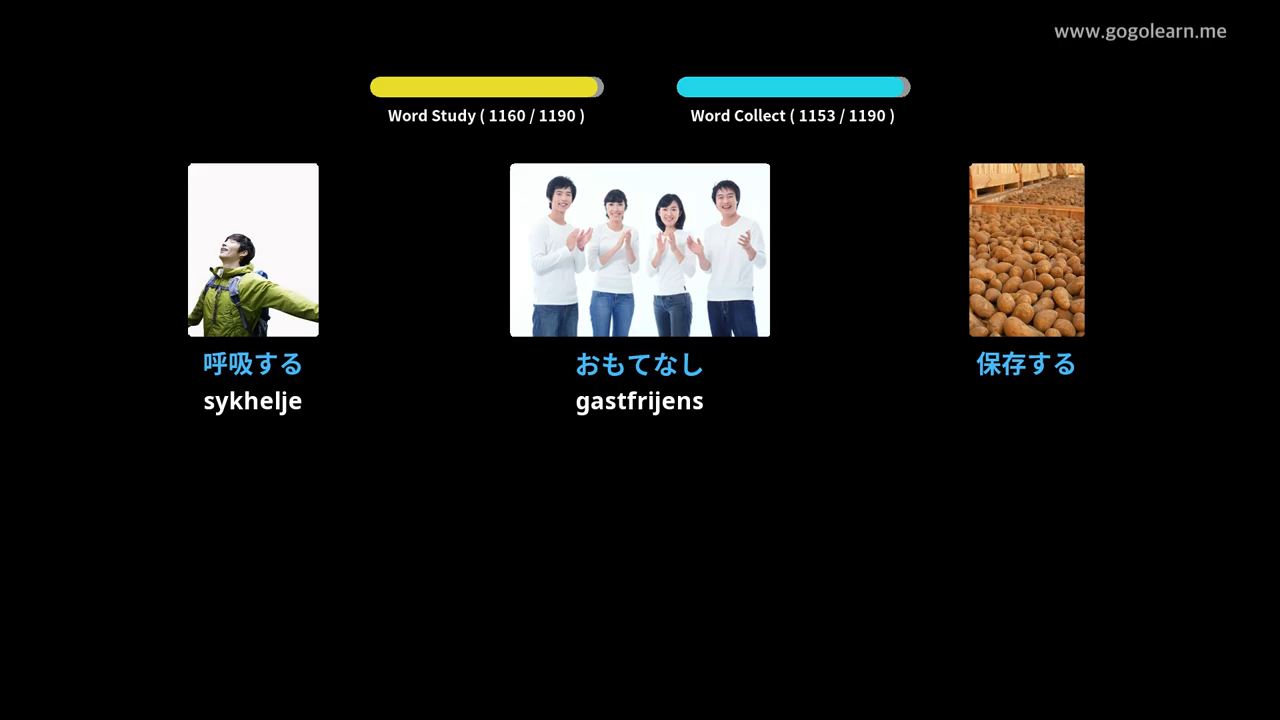 www.gogolearn.me
Word Study ( 1160 / 1190 )
Word Collect ( 1153 / 1190 )
呼吸する
おもてなし
保存する
sykhelje
gastfrijens